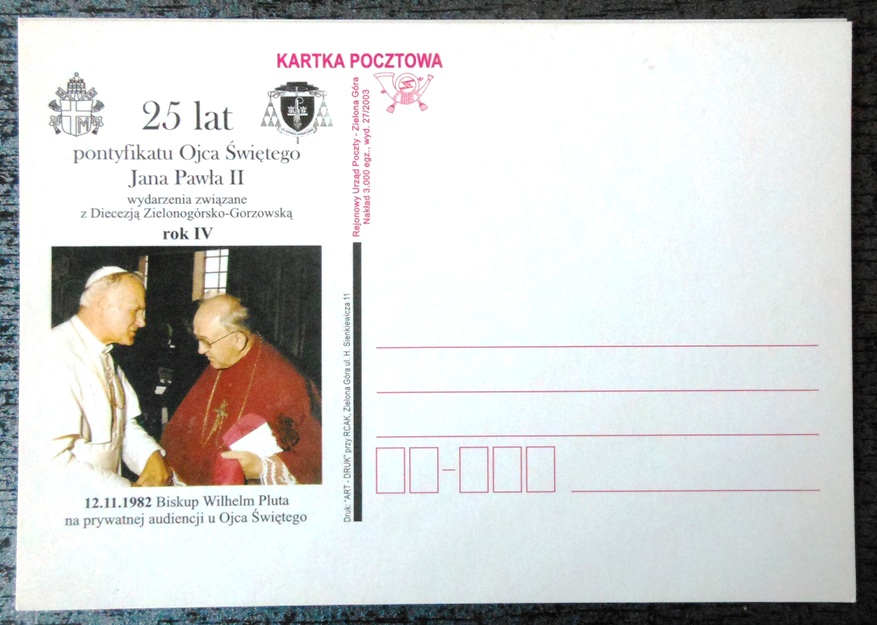 KARTKA POCZTOWA
25 lat
pontyfikatu Ojca Świętego
Jana Pawła II
wydarzenia związane
z Diecezją Zielonogórsko-Gorzowską
rok IV
12.11.1982 Biskup Wilhelm Pluta
na prywatnej audiencji u Ojca Świętego
Rejonowy Urząd Poczty - Zielona Góra
Nakład 3.000 egz., wyd. 27/2003
Druk: "ART - DRUK" przy RCAK, Zielona Góra ul. H. Sienkiewicza 11